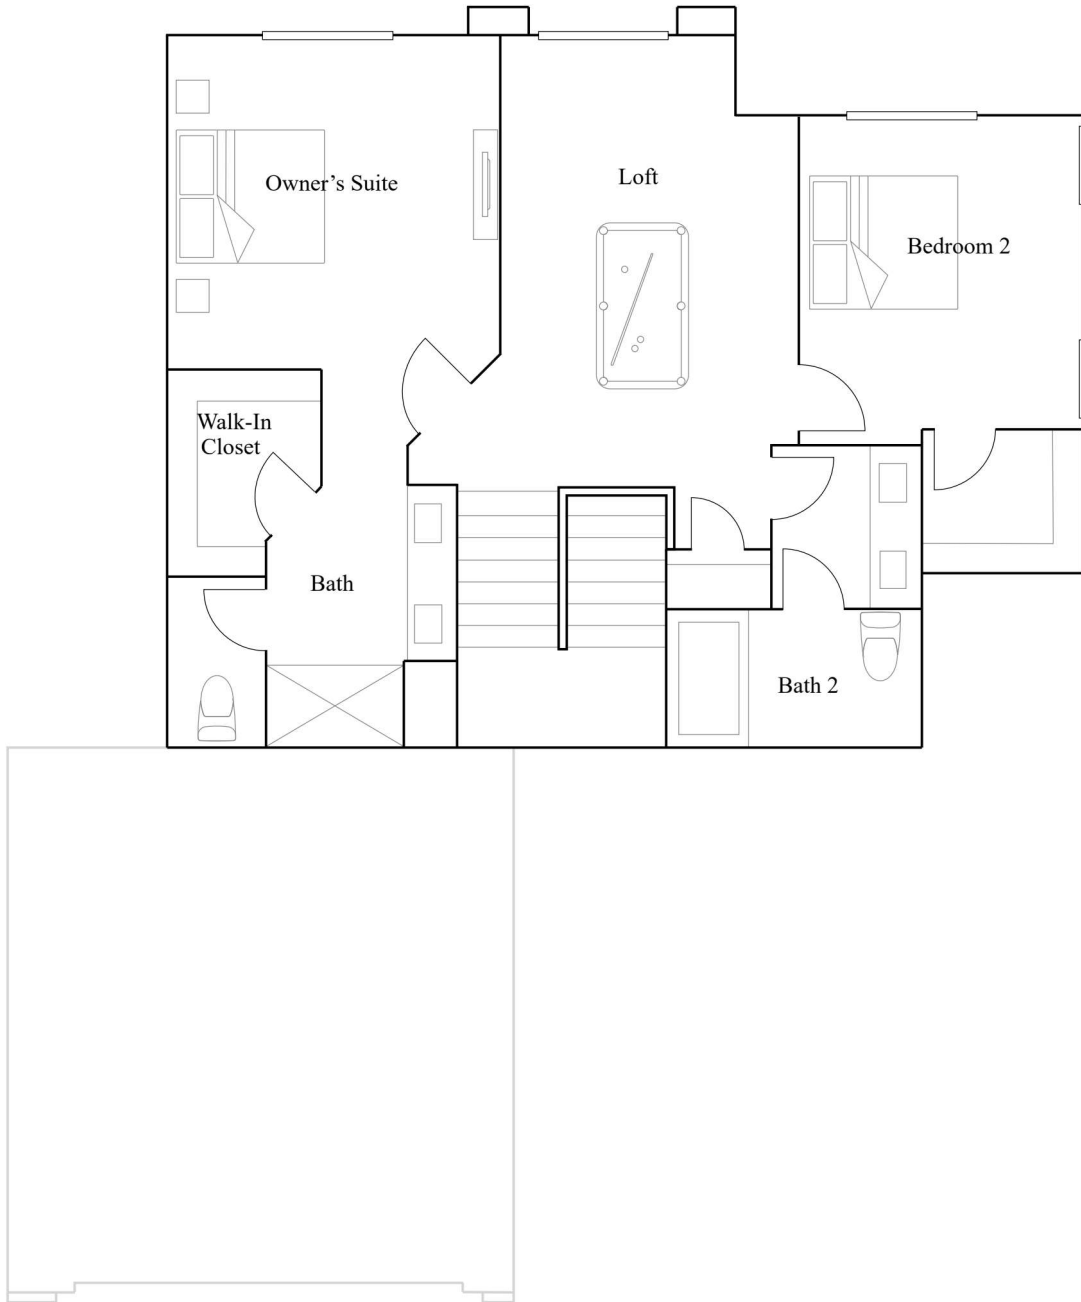 Owner’s Suite
Loft
Bedroom 2
Walk-In
Closet
Bath
Bath 2